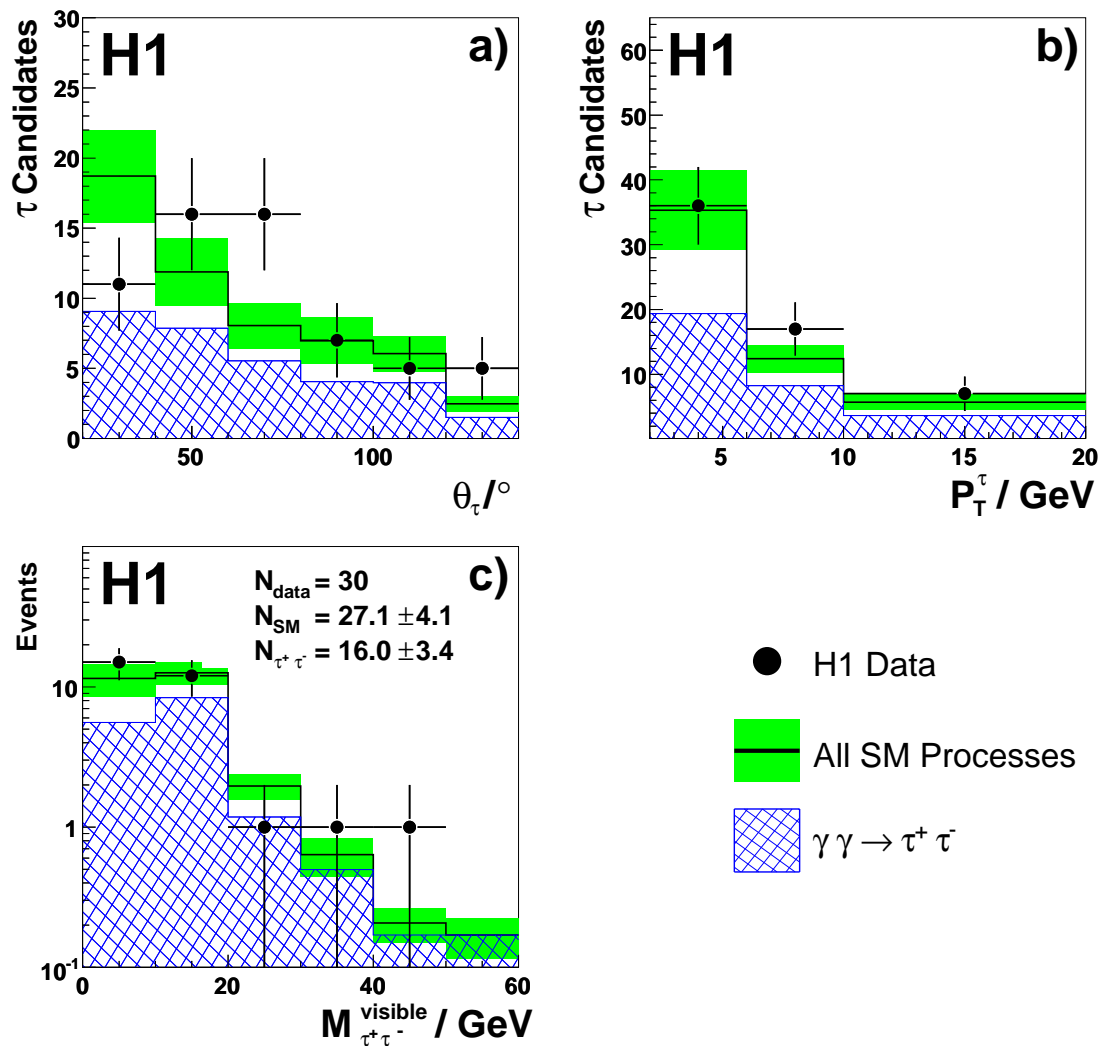 H1 a)
τ Candidates
30
25
20
15
10
5
0
50 100
θτ/°
H1 b)
τ Candidates
60
50
40
30
20
10
5 10 15 20
P_T^τ / GeV
H1 c)
N_data = 30
N_SM = 27.1 ±4.1
N_τ⁺ τ⁻ = 16.0 ±3.4
Events
10
1
10⁻¹
0 20 40 60
M_τ⁺τ⁻^visible / GeV
H1 Data
All SM Processes
γ γ → τ⁺ τ⁻